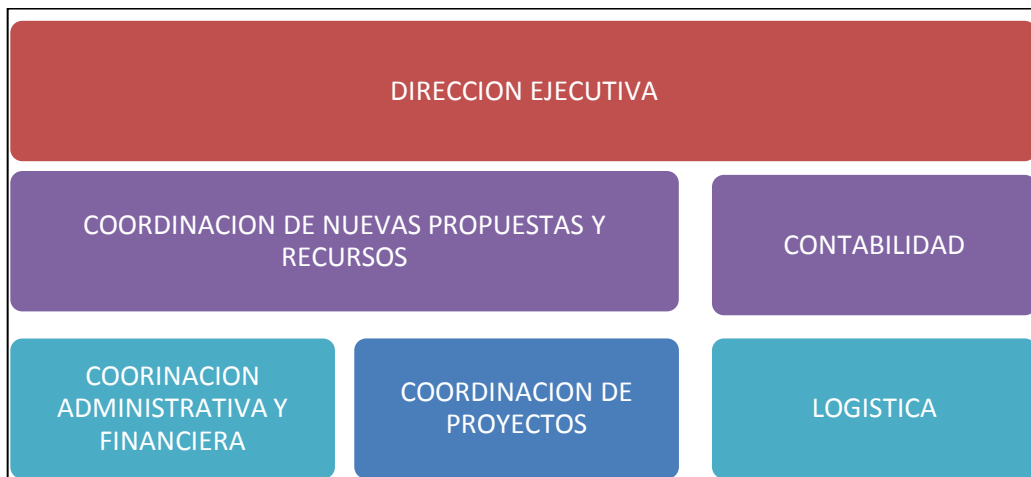 DIRECCION EJECUTIVA
COORDINACION DE NUEVAS PROPUESTAS Y
RECURSOS
CONTABILIDAD
COORINACION
ADMINISTRATIVA Y
FINANCIERA
COORDINACION DE
PROYECTOS
LOGISTICA